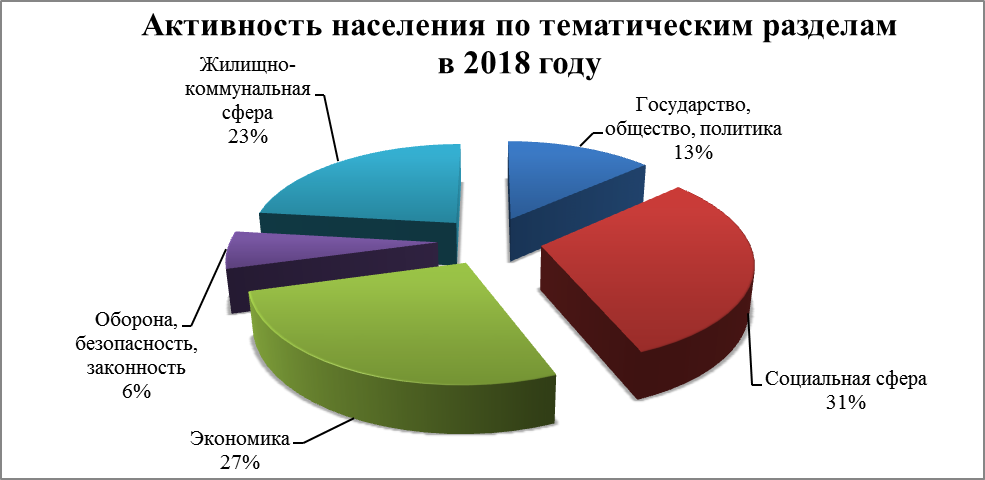 Активность населения по тематическим разделам
в 2018 году
Жилищно-
коммунальная
сфера
23%
Государство,
общество, политика
13%
Оборона,
безопасность,
законность
6%
Социальная сфера
31%
Экономика
27%